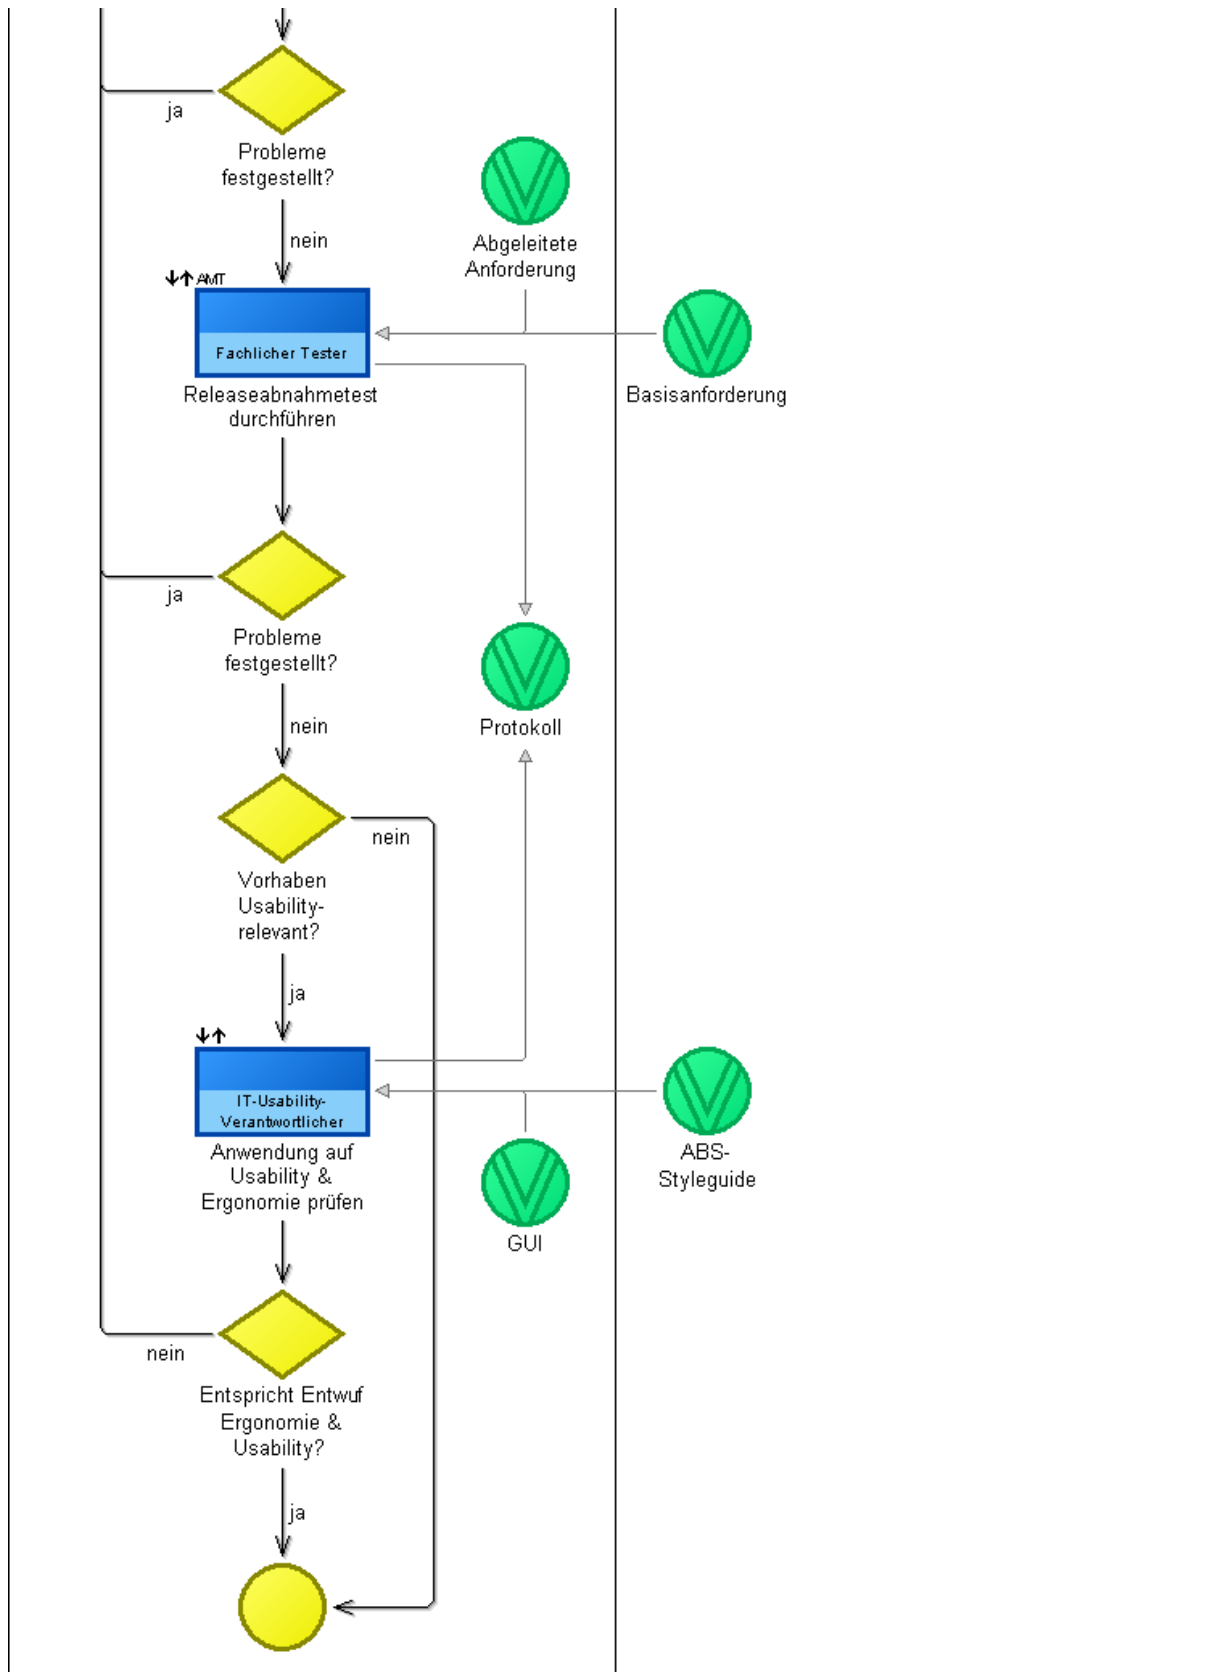 ja
Probleme
festgestellt?
nein
Abgeleitete
Anforderung
AMT
Fachlicher Tester
Releaseabnahmetest
durchführen
Basisanforderung
ja
Probleme
festgestellt?
nein
Protokoll
nein
Vorhaben
Usability-
relevant?
ja
IT-Usability-
Verantwortlicher
Anwendung auf
Usability &
Ergonomie prüfen
ABS-
Styleguide
GUI
nein
Entspricht Entwuf
Ergonomie &
Usability?
ja